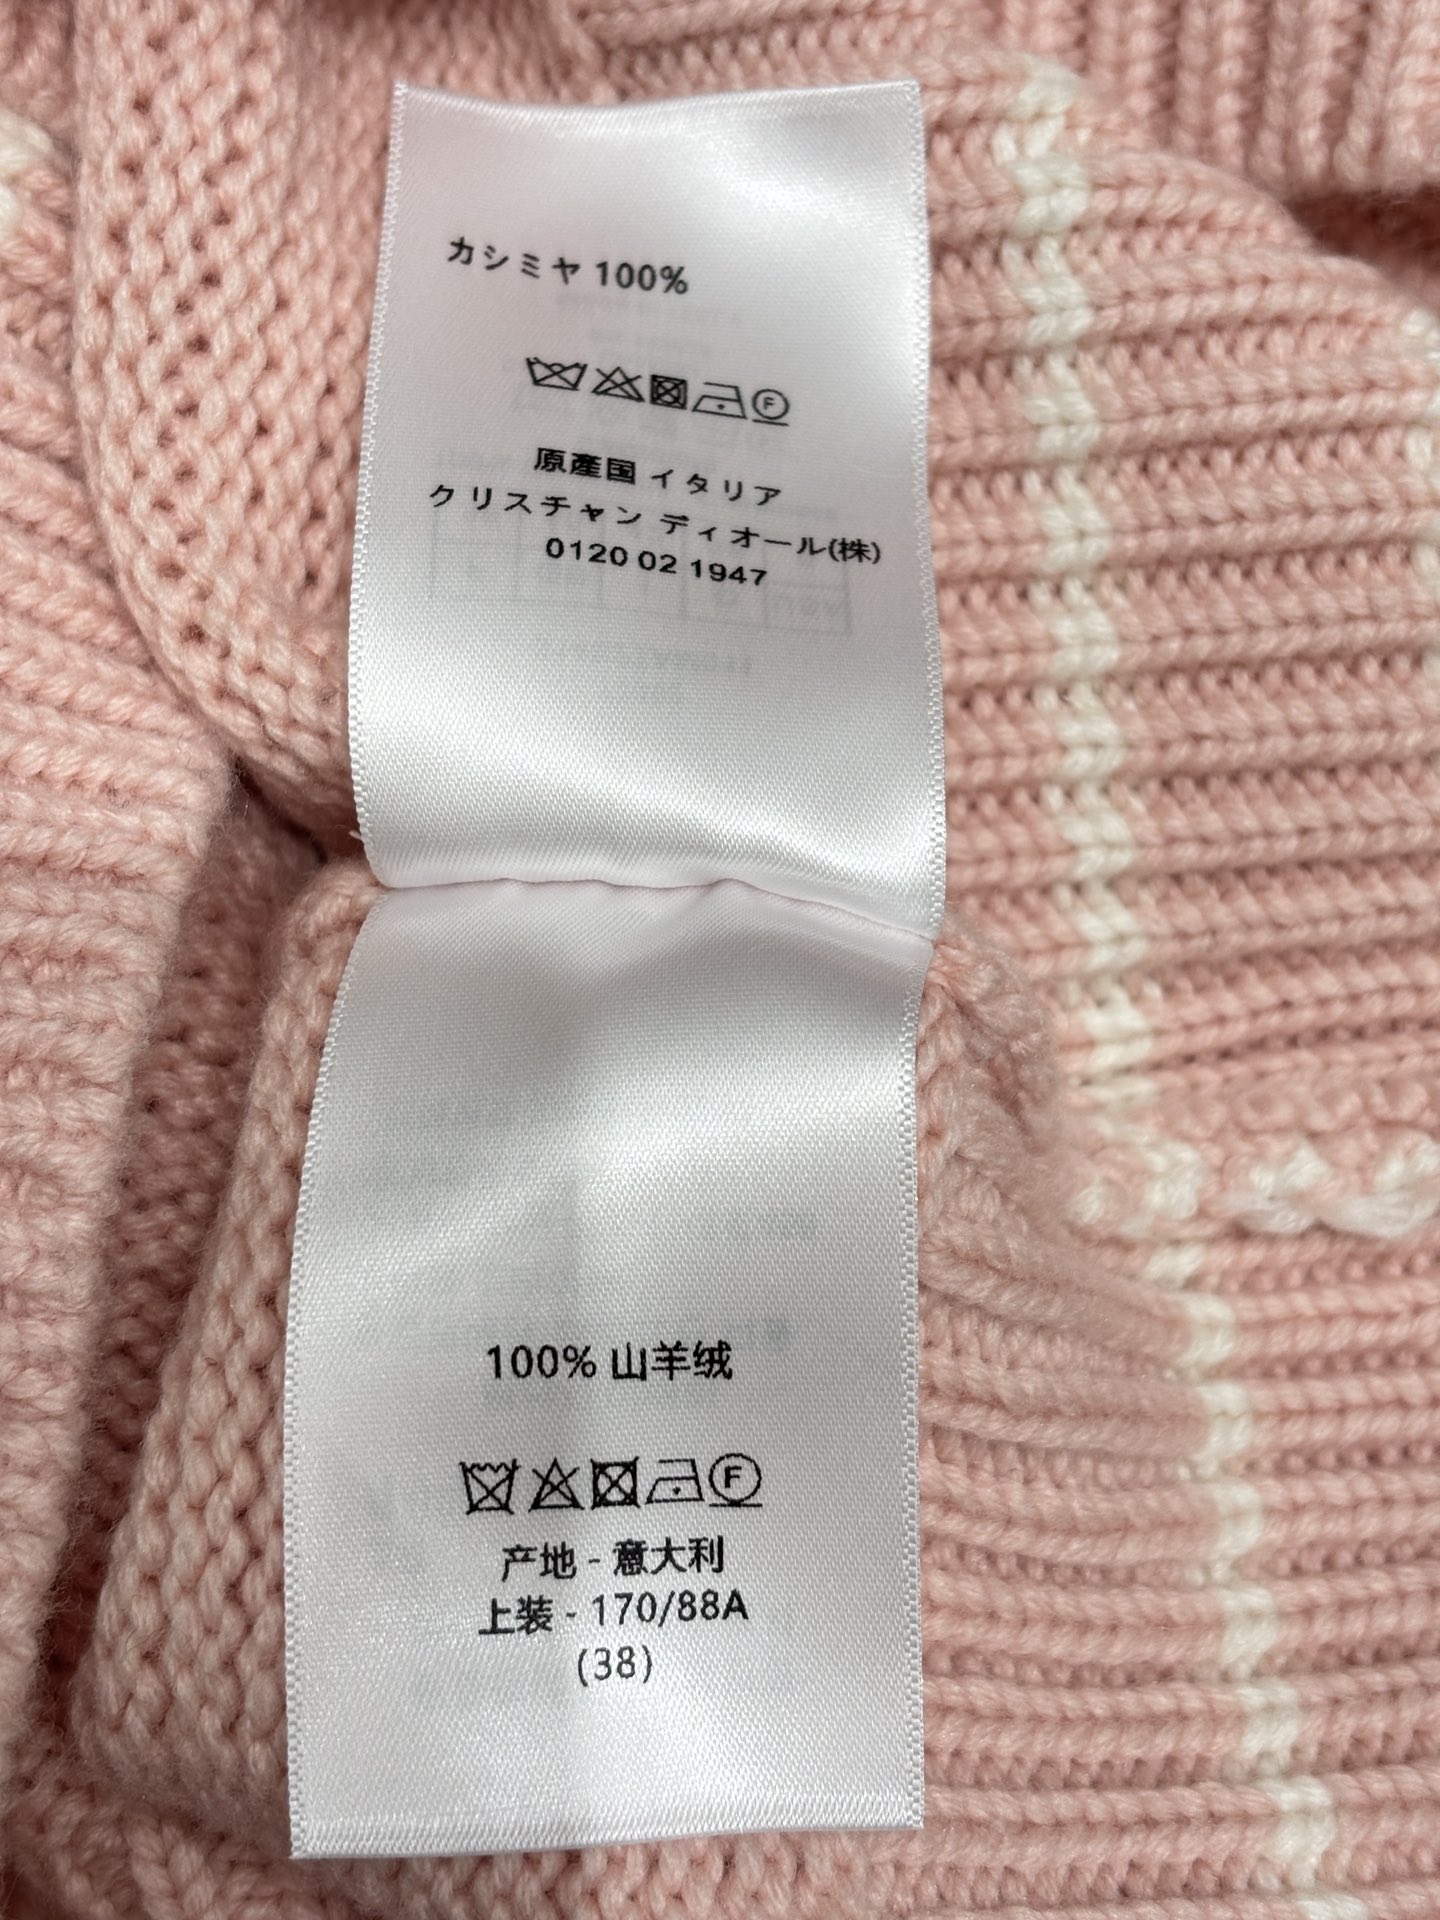 カシミヤ 100%
F
原産国 イタリア
クリスチャン ディオール(株)
0120 02 1947
100% 山羊绒
F
产地 - 意大利
上装 - 170/88A
(38)